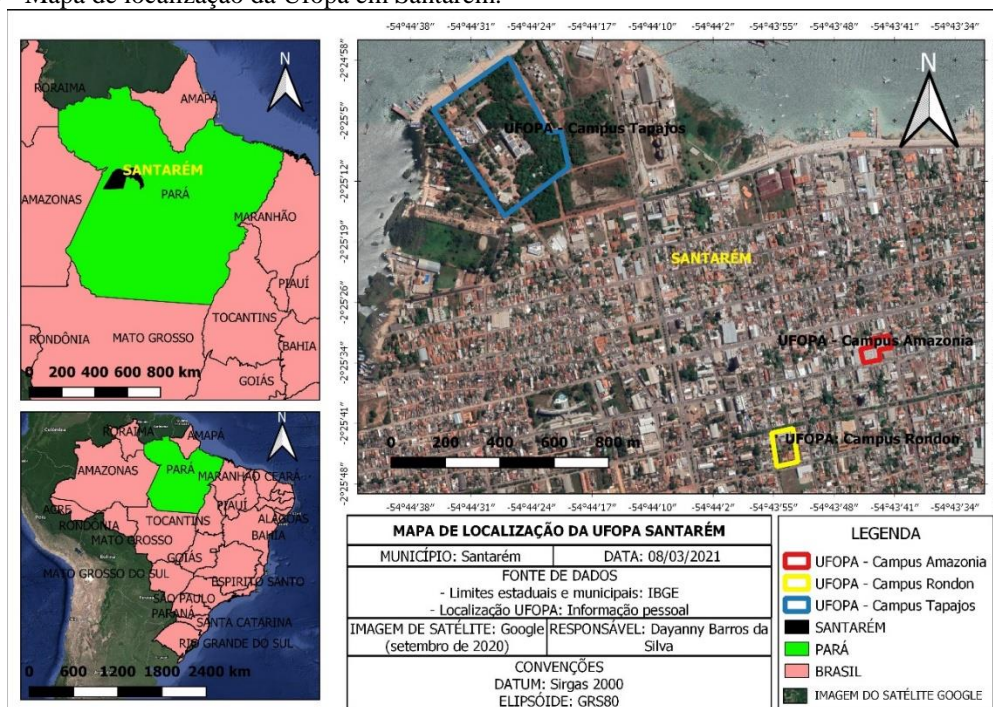 Mapa de localização da Ufopa em Santarém.
N
RORAIMA
AMAPÁ
SANTARÉM
AMAZONAS
PARÁ
MARANHÃO
PIAUÍ
TOCANTINS
RONDÔNIA
MATO GROSSO
BAHIA
GOIÁS
0 200 400 600 800 km
N
RORAIMA
AMAPÁ
AMAZONAS
PARÁ
MARANHÃO CEARÁ
PIAUÍ
ACRE
TOCANTINS
ALAGOAS
RONDÔNIA
BAHIA
MATO GROSSO
GOIÁS
MATO GROSSO DO SUL
ESPIRITO SANTO
SÃO PAULO
PARANÁ
SANTA CATARINA
RIO GRANDE DO SUL
0 600 1200 1800 2400 km
-54°44'38" -54°44'31" -54°44'24" -54°44'17" -54°44'10" -54°44'2" -54°43'55" -54°43'48" -54°43'41" -54°43'34"
-2°24'58"
-2°25'5"
-2°25'12"
-2°25'19"
-2°25'26"
-2°25'34"
-2°25'41"
-2°25'48"
N
UFOPA - Campus Tapajos
SANTARÉM
UFOPA - Campus Amazonia
UFOPA: Campus Rondon
0 200 400 600 800 m
-54°44'38" -54°44'31" -54°44'24" -54°44'17" -54°44'10" -54°44'2" -54°43'55" -54°43'48" -54°43'41" -54°43'34"
MAPA DE LOCALIZAÇÃO DA UFOPA SANTARÉM
MUNICÍPIO: Santarém DATA: 08/03/2021
FONTE DE DADOS
- Limites estaduais e municipais: IBGE
- Localização UFOPA: Informação pessoal
IMAGEM DE SATÉLITE: Google
(setembro de 2020)
RESPONSÁVEL: Dayanny Barros da
Silva
CONVENÇÕES
DATUM: Sirgas 2000
ELIPSÓIDE: GRS80
LEGENDA
UFOPA - Campus Amazonia
UFOPA - Campus Rondon
UFOPA - Campus Tapajos
SANTARÉM
PARÁ
BRASIL
IMAGEM DO SATÉLITE GOOGLE